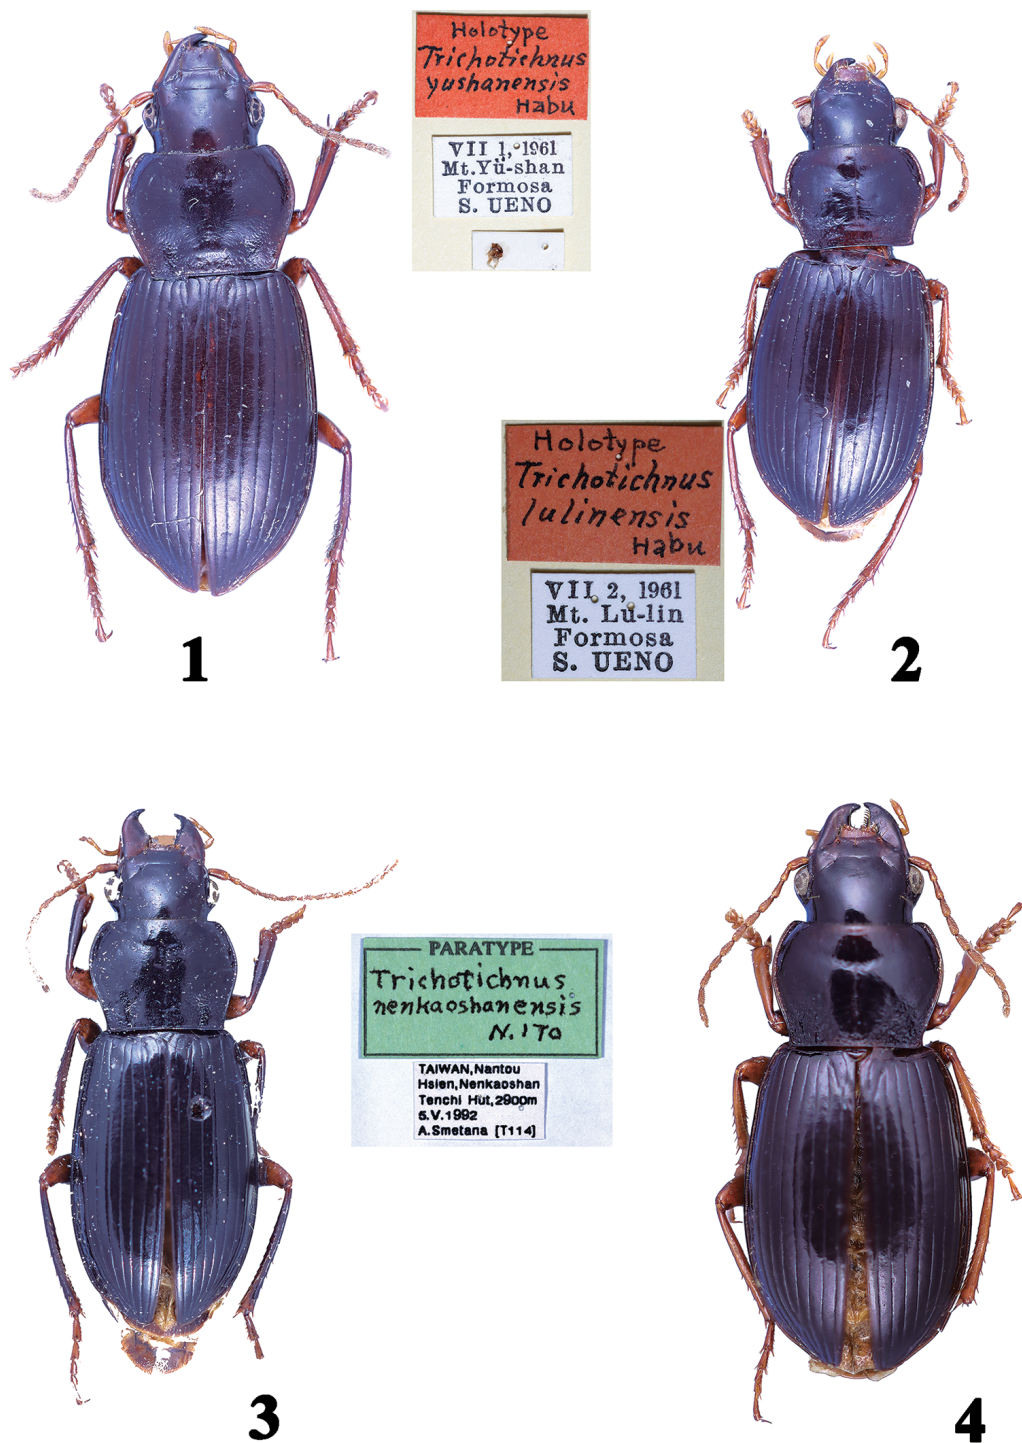 Holotype
Trichotichnus
yushanensis
Habu
VII 1, 1961
Mt. Yü-shan
Formosa
S. UENO
1
2
Holotype
Trichotichnus
lulinensis
Habu
VII 2, 1961
Mt. Lu-lin
Formosa
S. UENO
PARATYPE
Trichotichnus
nenkaoshanensis
N. ITO
TAIWAN, Nantou
Hsien, Nenkaoshan
Tenchi Hut, 2900m
5.V.1992
A. Smetana [T114]
3
4